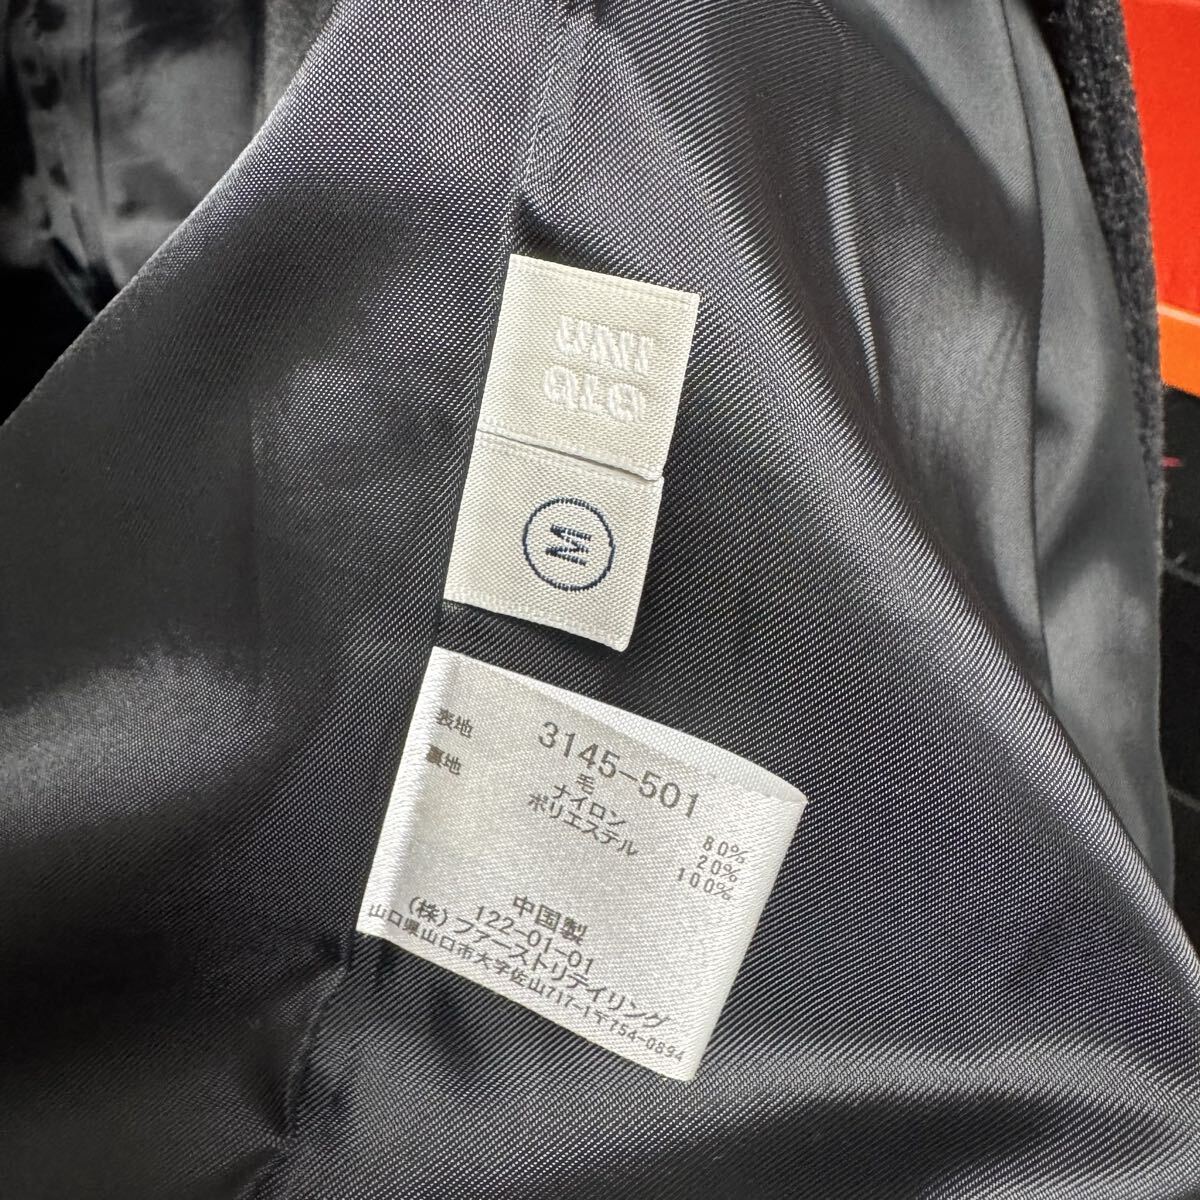 M
3145-501
表地 毛 80%
ナイロン 20%
裏地 ポリエステル 100%
中国製
122-01-01
(株)ファーストリテイリング
山口県山口市大字佐山717-1〒754-0894